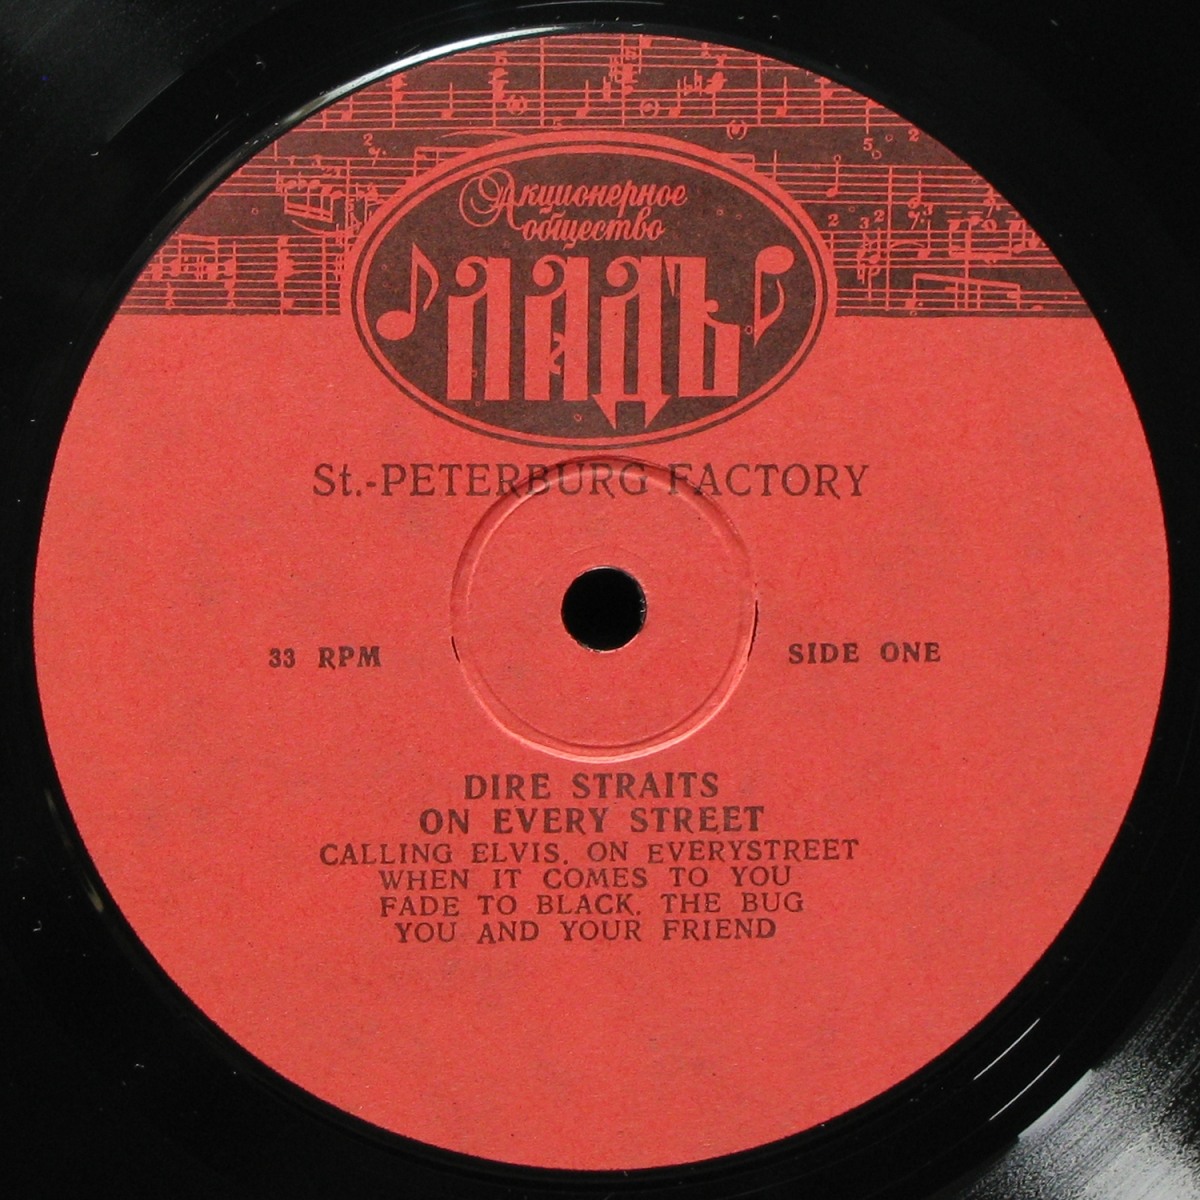 Акционерное
общество
ЛАДЪ
St.-PETERBURG FACTORY
33 RPM
SIDE ONE
DIRE STRAITS
ON EVERY STREET
CALLING ELVIS. ON EVERYSTREET
WHEN IT COMES TO YOU
FADE TO BLACK. THE BUG
YOU AND YOUR FRIEND